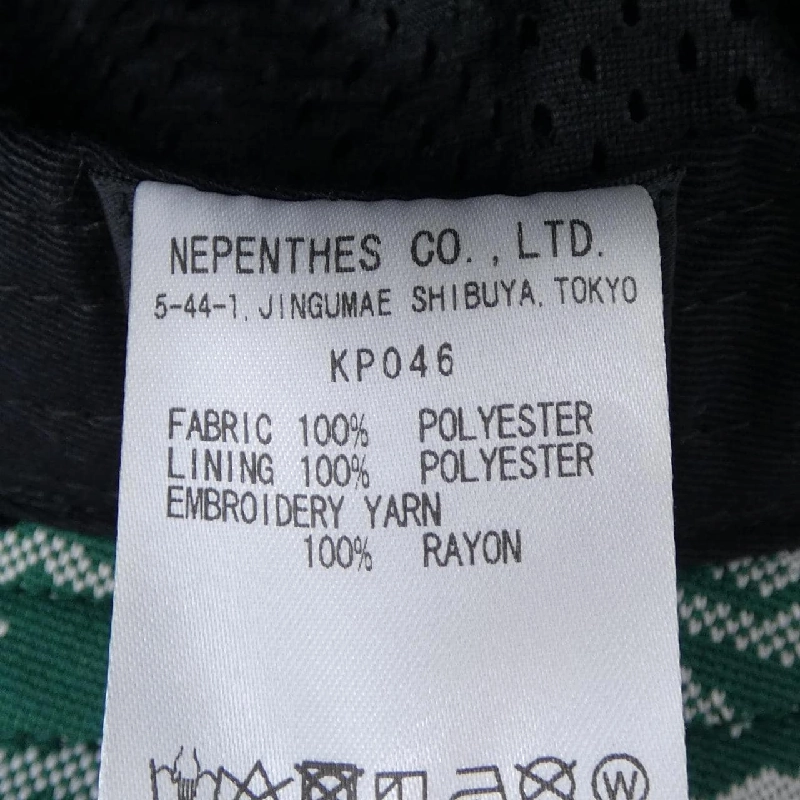 NEPENTHES CO., LTD.
5-44-1, JINGUMAE SHIBUYA, TOKYO
KP046
FABRIC 100% POLYESTER
LINING 100% POLYESTER
EMBROIDERY YARN
100% RAYON
W